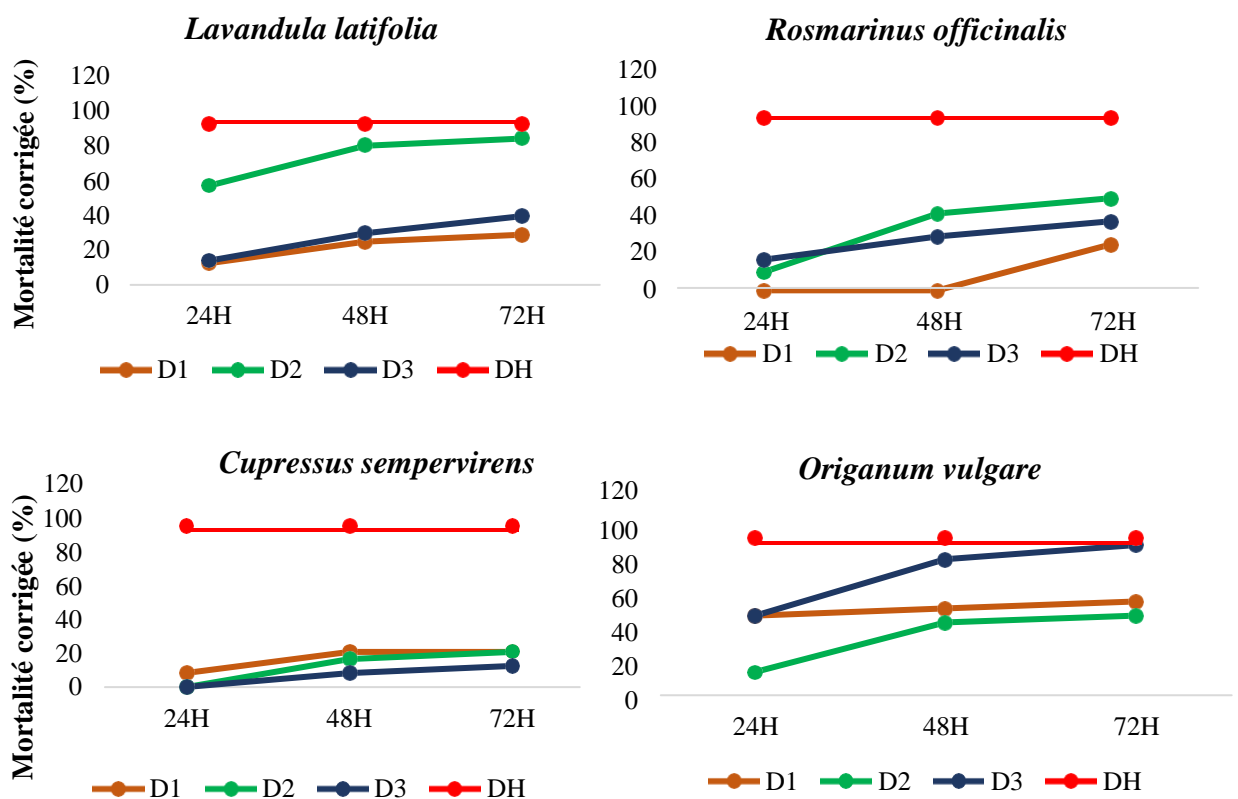 Lavandula latifolia
Mortalité corrigée (%)
120
100
80
60
40
20
0
24H 48H 72H
D1 D2 D3 DH
Rosmarinus officinalis
120
100
80
60
40
20
0
24H 48H 72H
D1 D2 D3 DH
Cupressus sempervirens
Mortalité corrigée (%)
120
100
80
60
40
20
0
24H 48H 72H
D1 D2 D3 DH
Origanum vulgare
120
100
80
60
40
20
0
24H 48H 72H
D1 D2 D3 DH